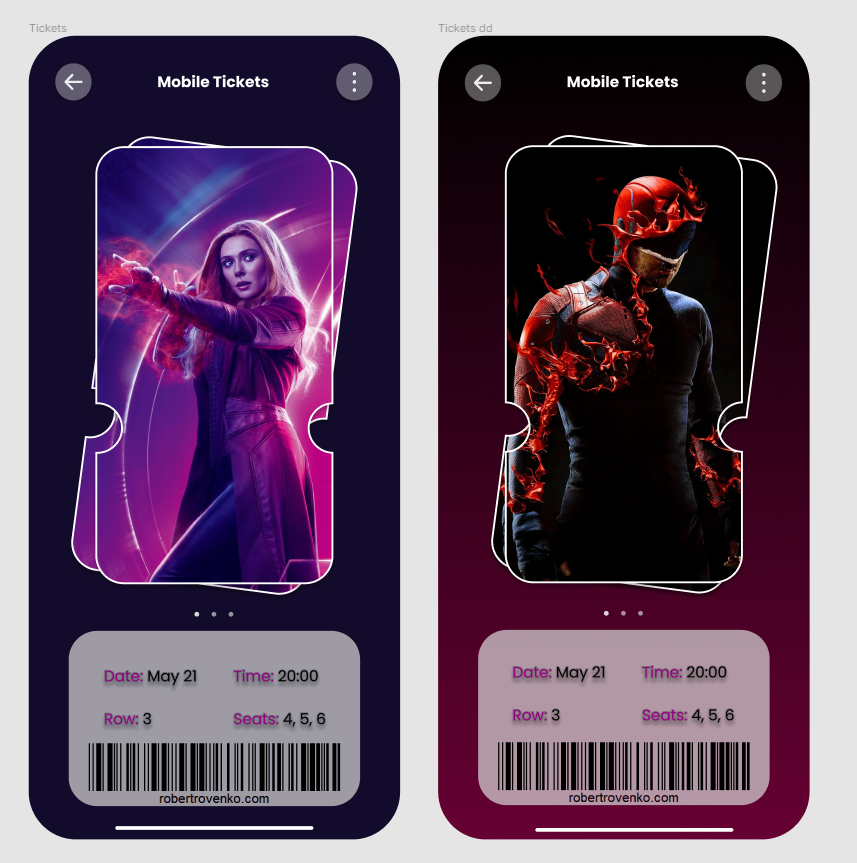 Tickets
Mobile Tickets
Date: May 21 Time: 20:00
Row: 3 Seats: 4, 5, 6
robertrovenko.com
Tickets dd
Mobile Tickets
Date: May 21 Time: 20:00
Row: 3 Seats: 4, 5, 6
robertrovenko.com